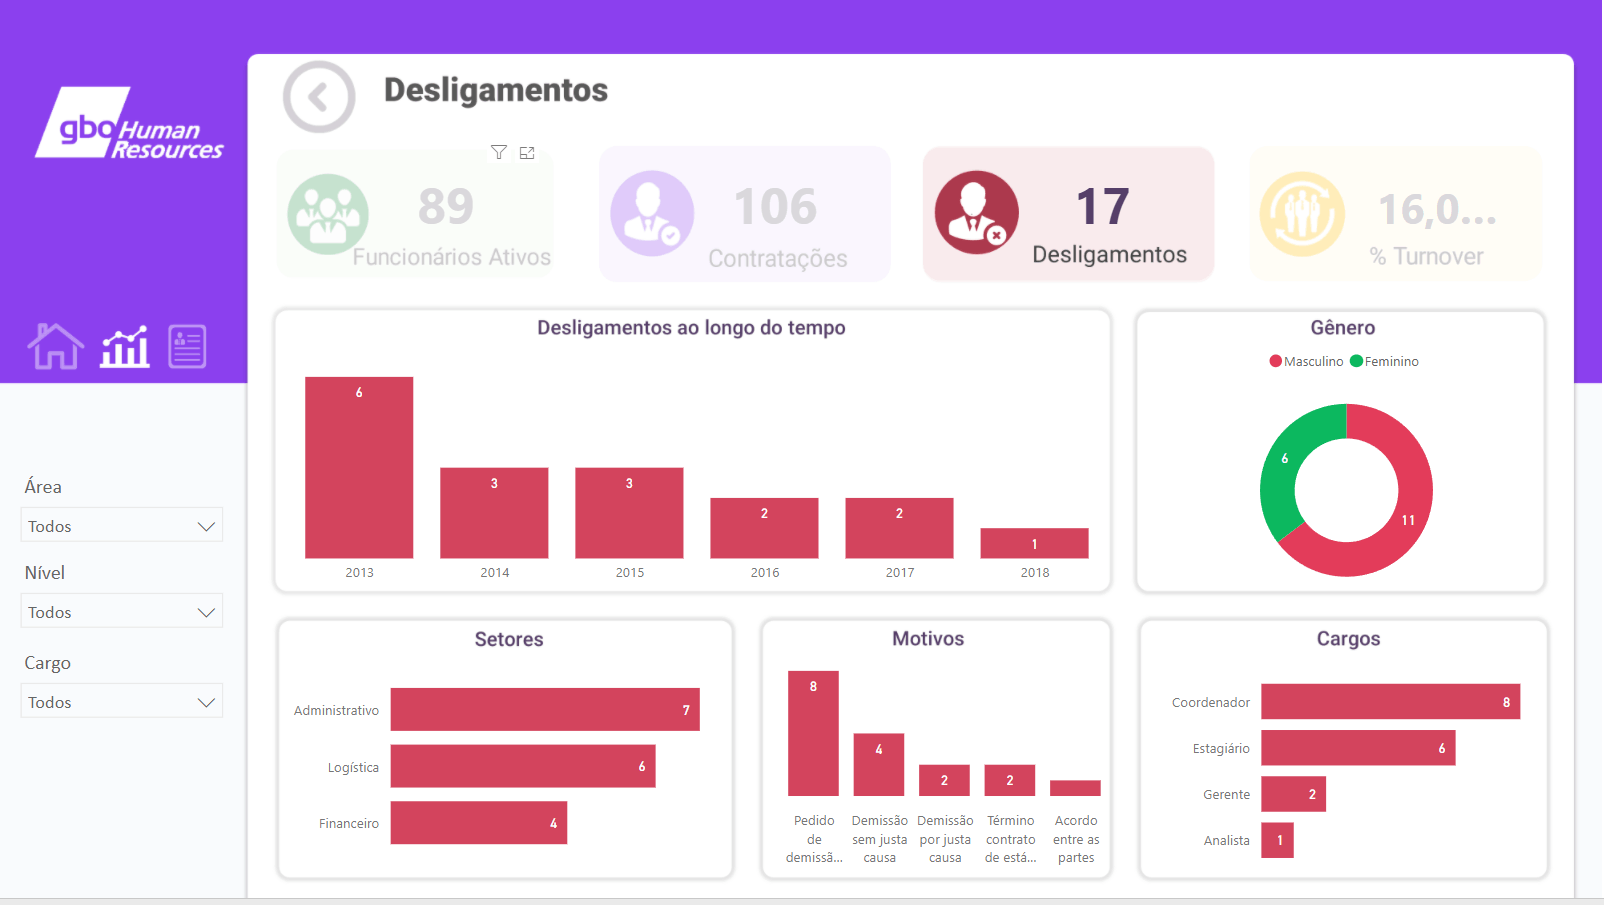 gbo Human
Resources
Desligamentos
89
Funcionários Ativos
106
Contratações
17
Desligamentos
16,0...
% Turnover
Área
Todos
Nível
Todos
Cargo
Todos
Desligamentos ao longo do tempo
6
3
3
2
2
1
2013
2014
2015
2016
2017
2018
Gênero
Masculino
Feminino
6
11
Setores
Administrativo
7
Logística
6
Financeiro
4
Motivos
8
4
2
2
Pedido
de
demissã...
Demissão
sem justa
causa
Demissão
por justa
causa
Término
contrato
de está...
Acordo
entre as
partes
Cargos
Coordenador
8
Estagiário
6
Gerente
2
Analista
1